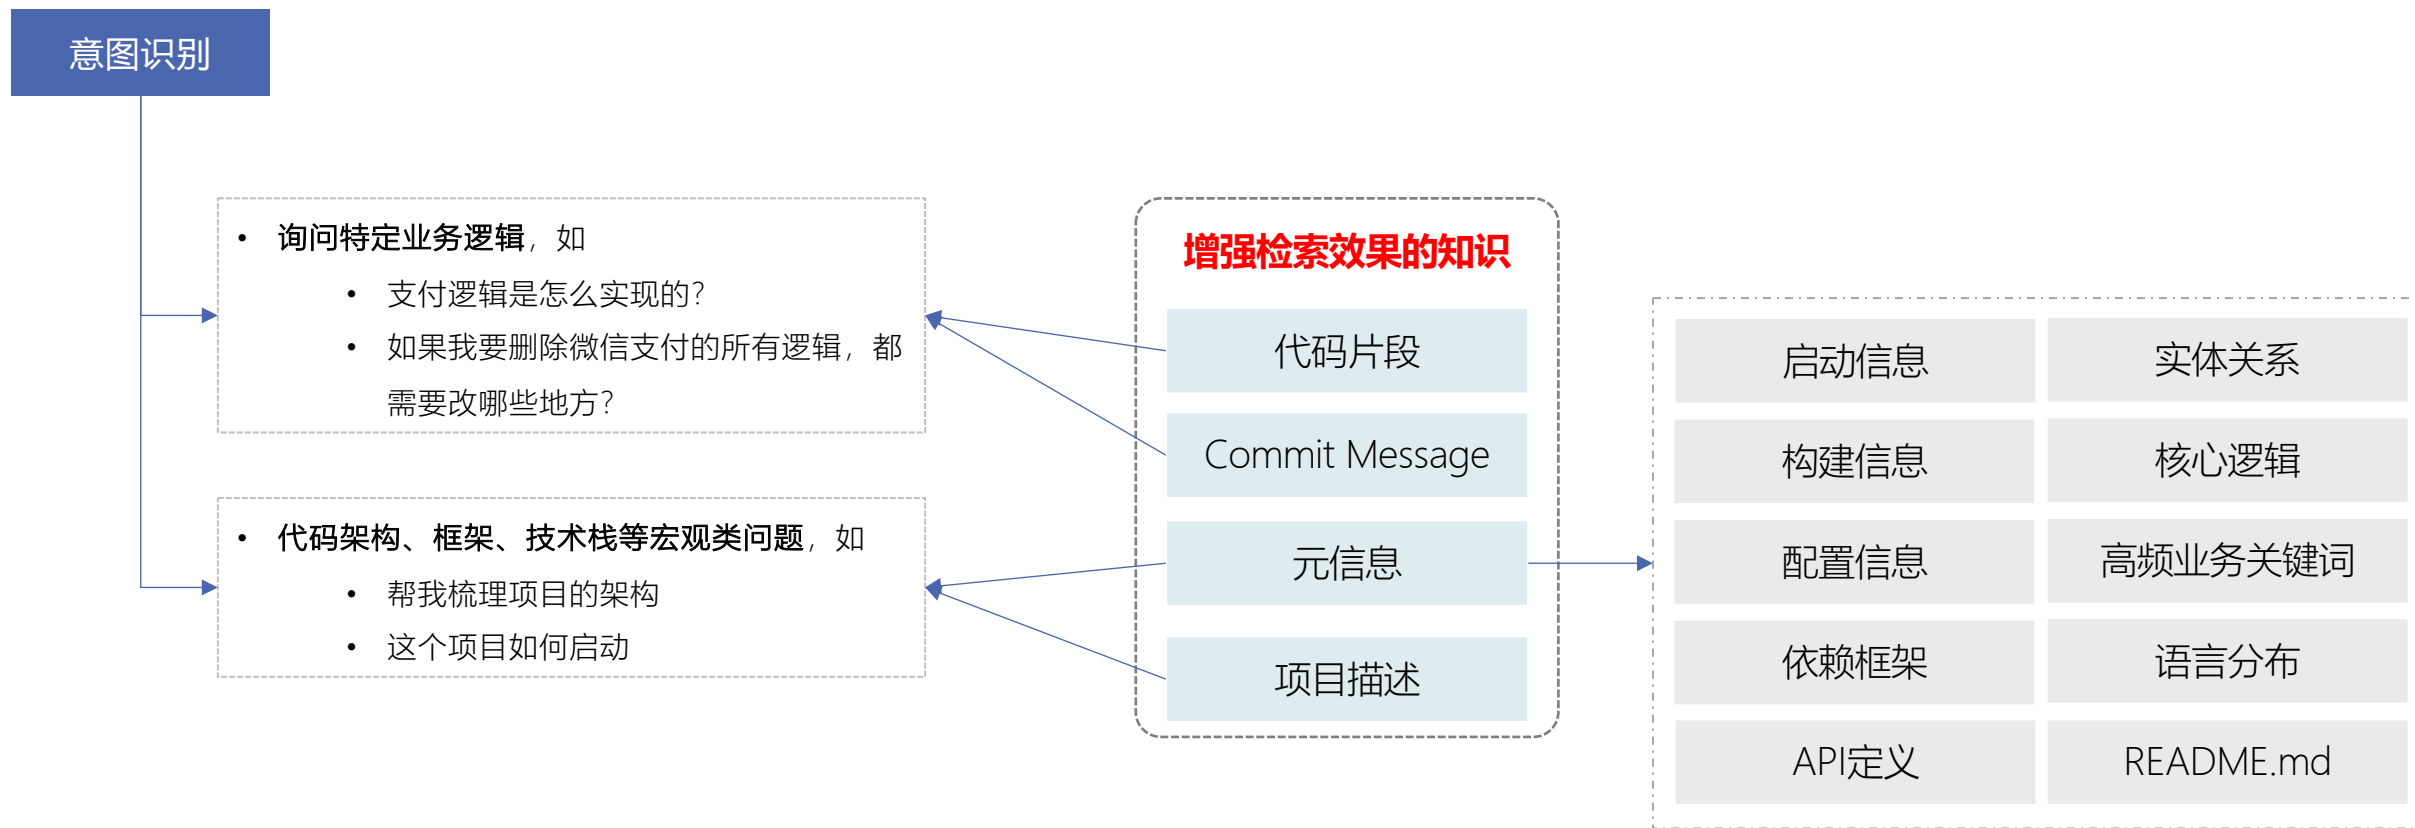 意图识别
• 询问特定业务逻辑，如
• 支付逻辑是怎么实现的？
• 如果我要删除微信支付的所有逻辑，都
需要改哪些地方？
• 代码架构、框架、技术栈等宏观类问题，如
• 帮我梳理项目的架构
• 这个项目如何启动
增强检索效果的知识
代码片段
Commit Message
元信息
项目描述
启动信息
实体关系
构建信息
核心逻辑
配置信息
高频业务关键词
依赖框架
语言分布
API定义
README.md